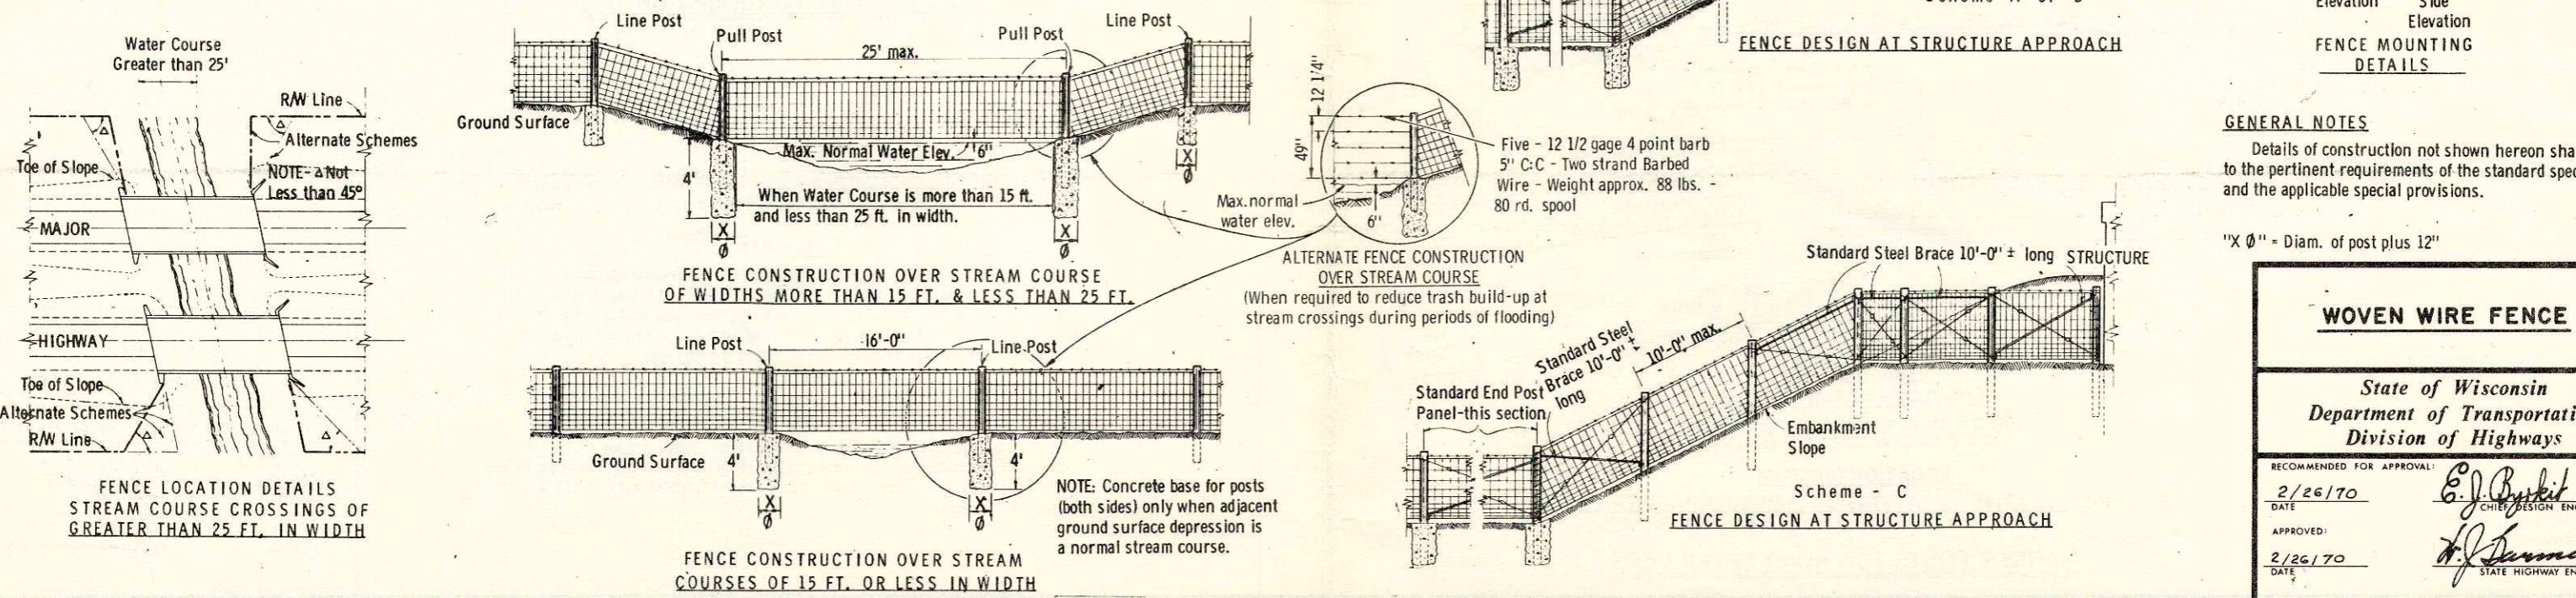 Water Course
Greater than 25'
R/W Line
Alternate Schemes
Toe of Slope
NOTE- Δ Not
Less than 45°
MAJOR
HIGHWAY
Toe of Slope
Alternate Schemes
R/W Line
Δ
Δ
Δ
Δ
FENCE LOCATION DETAILS
STREAM COURSE CROSSINGS OF
GREATER THAN 25 FT. IN WIDTH
Line Post
Pull Post
25' max.
Pull Post
Line Post
Ground Surface
Max. Normal Water Elev.
6"
4'
When Water Course is more than 15 ft.
and less than 25 ft. in width.
X
Ø
X
Ø
X
Ø
FENCE CONSTRUCTION OVER STREAM COURSE
OF WIDTHS MORE THAN 15 FT. & LESS THAN 25 FT.
Line Post
16'-0"
Line Post
Ground Surface
4'
4'
X
Ø
X
Ø
NOTE: Concrete base for posts
(both sides) only when adjacent
ground surface depression is
a normal stream course.
FENCE CONSTRUCTION OVER STREAM
COURSES OF 15 FT. OR LESS IN WIDTH
12 1/4"
49"
Five - 12 1/2 gage 4 point barb
5" C:C - Two strand Barbed
Wire - Weight approx. 88 lbs. -
80 rd. spool
Max. normal
water elev.
6"
ALTERNATE FENCE CONSTRUCTION
OVER STREAM COURSE
(When required to reduce trash build-up at
stream crossings during periods of flooding)
FENCE DESIGN AT STRUCTURE APPROACH
Standard Steel Brace 10'-0" ± long
STRUCTURE
Standard Steel
Brace 10'-0" ±
long
10'-0" max.
Standard End Post
Panel-this section
Embankment
Slope
Scheme - C
FENCE DESIGN AT STRUCTURE APPROACH
Elevation Side
Elevation
FENCE MOUNTING
DETAILS
GENERAL NOTES
Details of construction not shown hereon sha
to the pertinent requirements of the standard spec
and the applicable special provisions.
"X Ø" = Diam. of post plus 12"
WOVEN WIRE FENCE
State of Wisconsin
Department of Transportati
Division of Highways
RECOMMENDED FOR APPROVAL:
2/26/70
DATE
E. J. Byrkit
CHIEF DESIGN EN
APPROVED:
2/26/70
DATE
STATE HIGHWAY EN